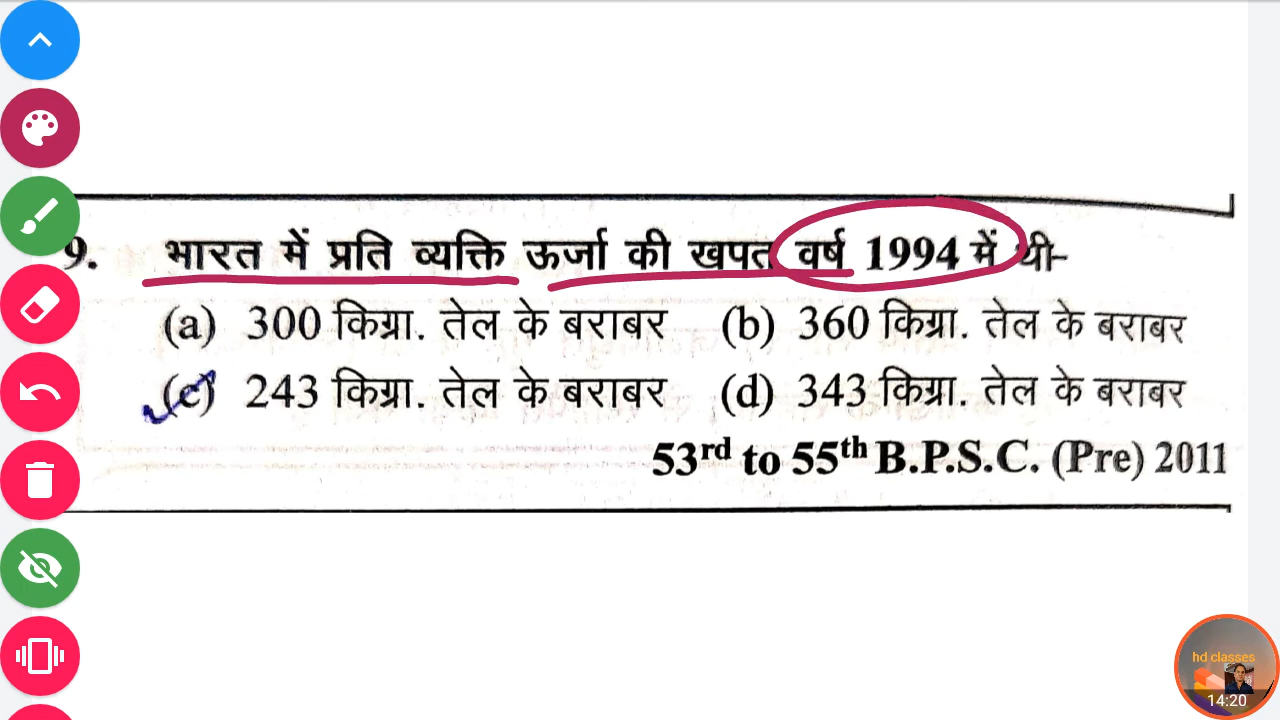 9. भारत में प्रति व्यक्ति ऊर्जा की खपत वर्ष 1994 में थी-
(a) 300 किग्रा. तेल के बराबर (b) 360 किग्रा. तेल के बराबर
(c) 243 किग्रा. तेल के बराबर (d) 343 किग्रा. तेल के बराबर
53rd to 55th B.P.S.C. (Pre) 2011
hd classes
14:20